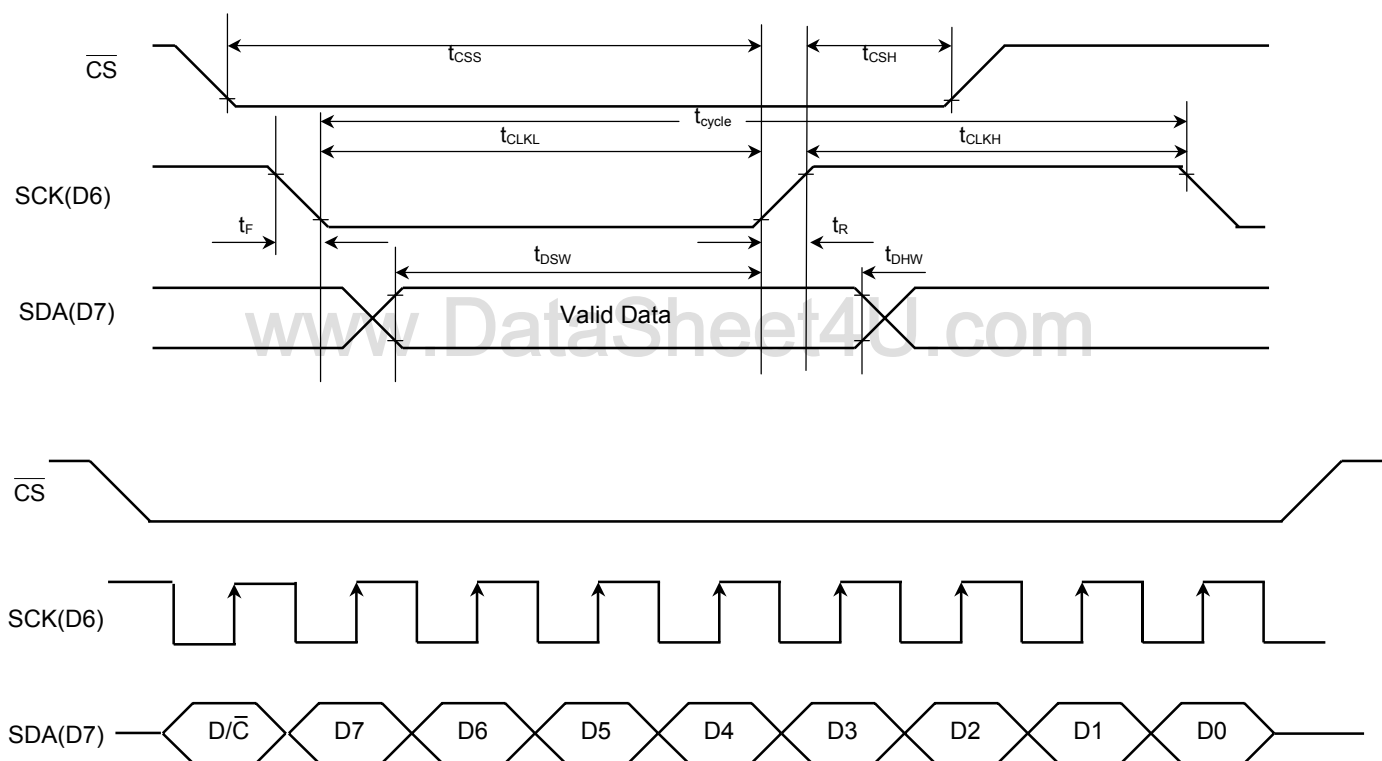 CS
tCSS
tCSH
tcycle
tCLKL
tCLKH
SCK(D6)
tF
tR
tDSW
tDHW
SDA(D7)
Valid Data
www.DataSheet4U.com
CS
SCK(D6)
SDA(D7)
D/C̅ D7 D6 D5 D4 D3 D2 D1 D0